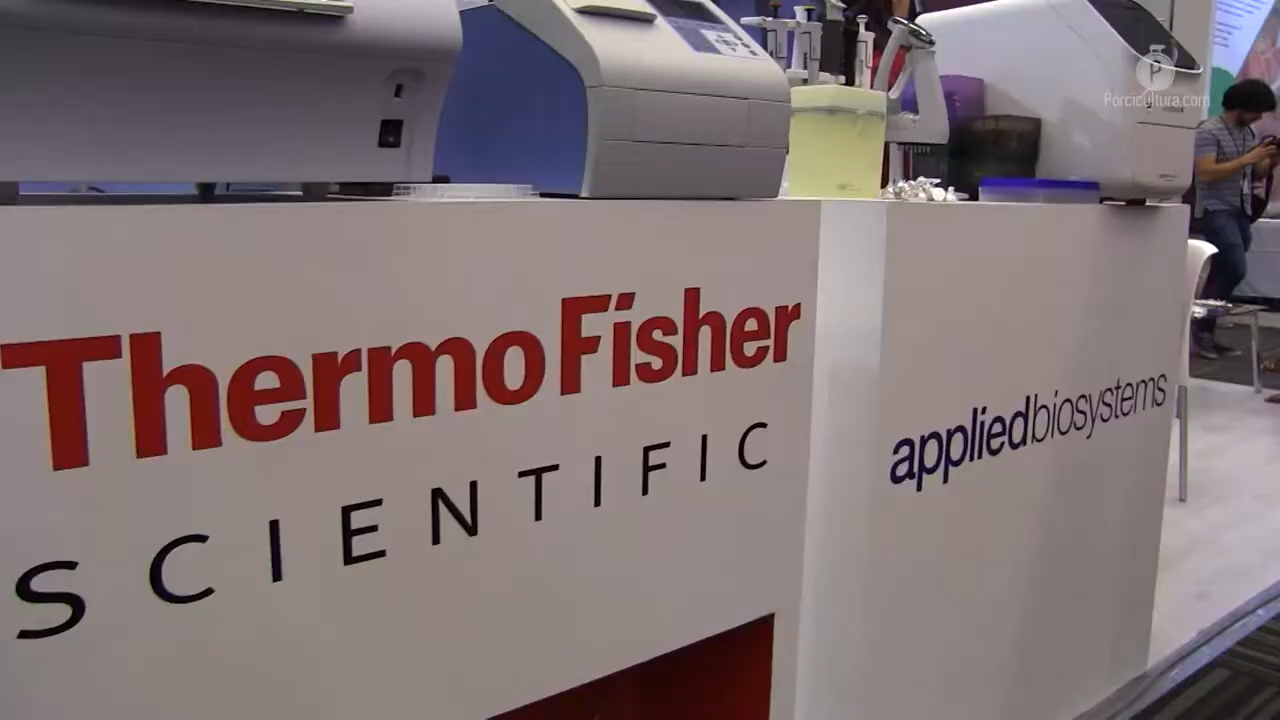 P
Porcicultura.com
ThermoFisher
SCIENTIFIC
appliedbiosystems